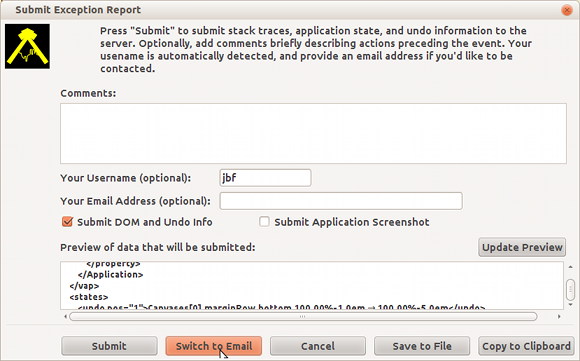 Submit Exception Report
Press "Submit" to submit stack traces, application state, and undo information to the
server. Optionally, add comments briefly describing actions preceding the event. Your
usename is automatically detected, and provide an email address if you'd like to be
contacted.
Comments:
Your Username (optional): jbf
Your Email Address (optional):
Submit DOM and Undo Info Submit Application Screenshot
Preview of data that will be submitted: Update Preview
</property>
</Application>
</vap>
<states>
<undo pos="1">Canvases[0] marginRow bottom 100.00%-1.0em → 100.00%-5.0em</undo>
Submit Switch to Email Cancel Save to File Copy to Clipboard